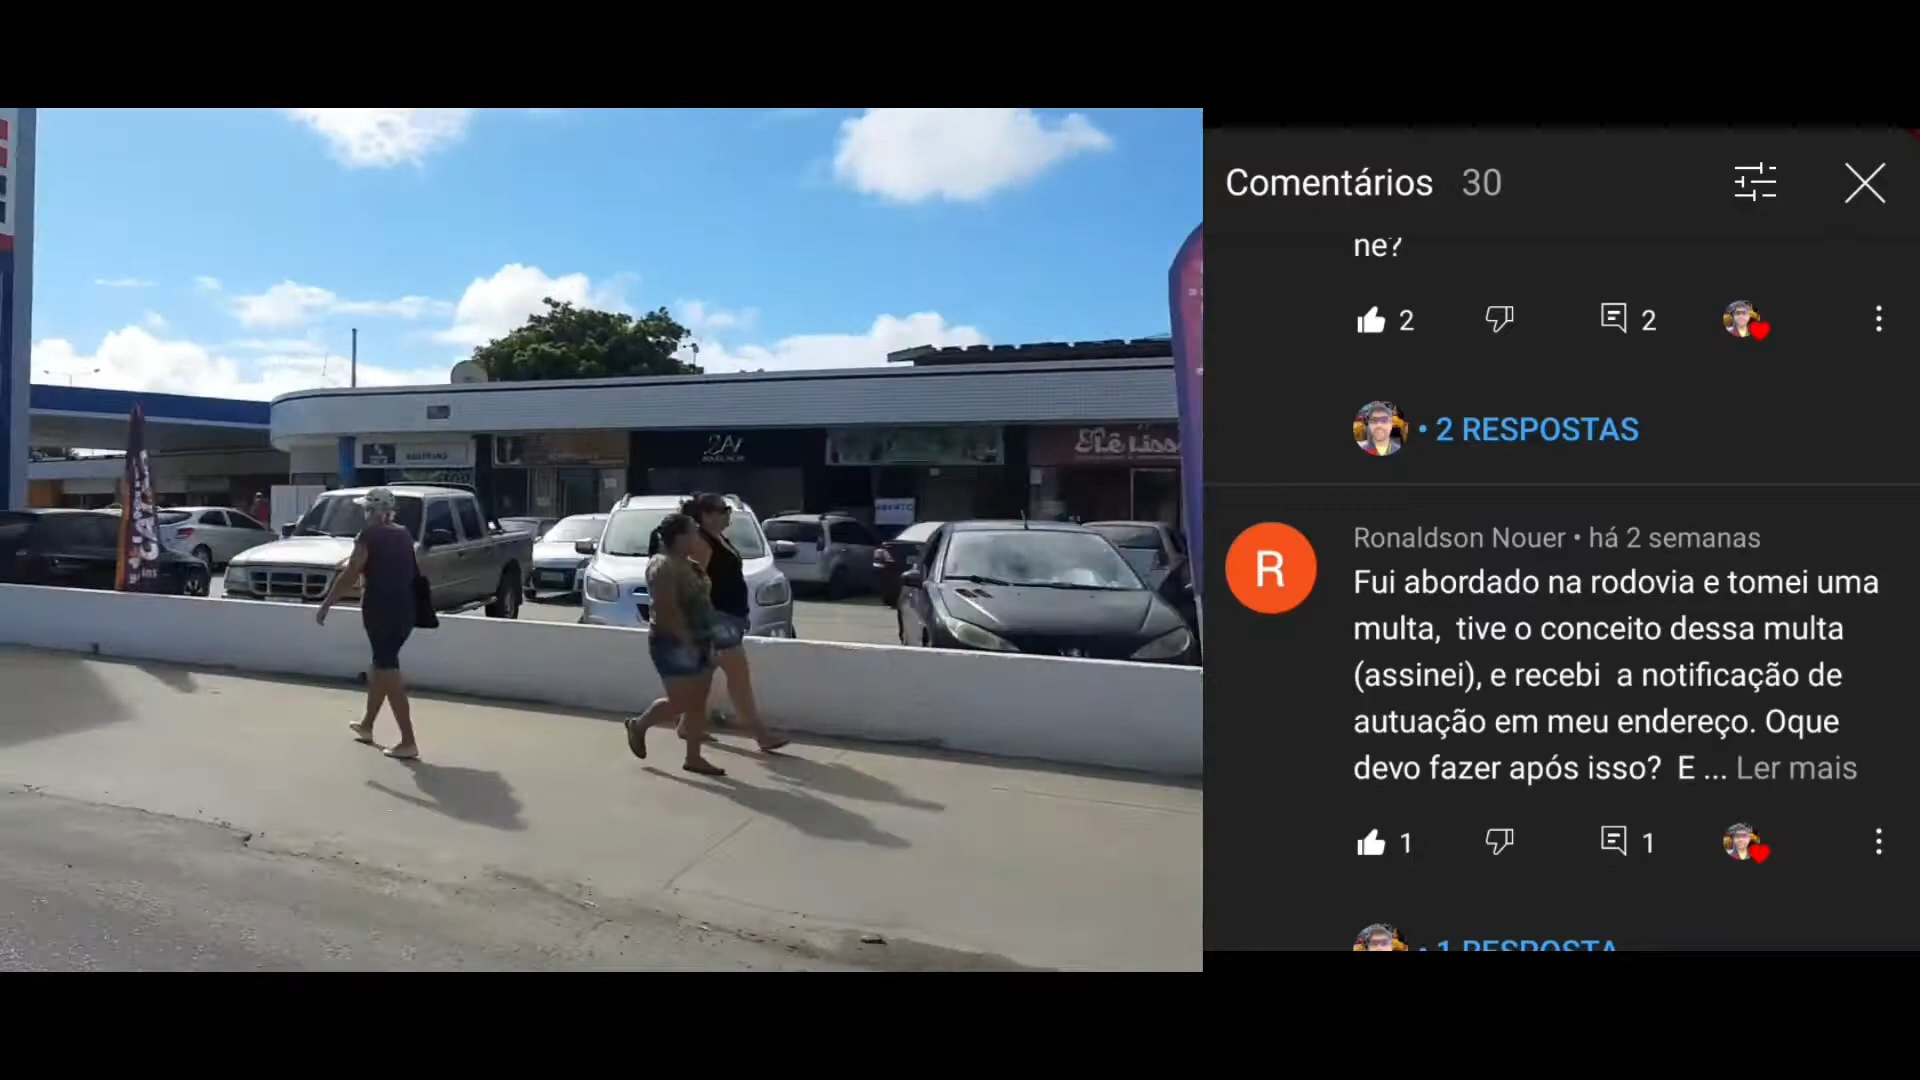 Comentários 30
ne?
2
2
• 2 RESPOSTAS
R
Ronaldson Nouer • há 2 semanas
Fui abordado na rodovia e tomei uma
multa, tive o conceito dessa multa
(assinei), e recebi a notificação de
autuação em meu endereço. Oque
devo fazer após isso? E ... Ler mais
1
1
• 1 RESPOSTA